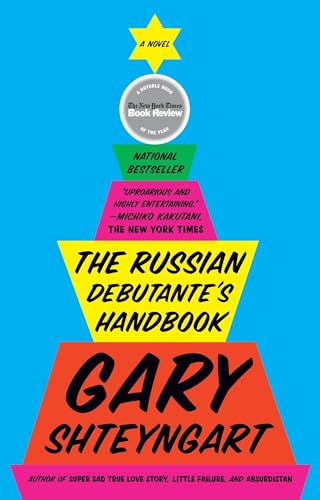 A NOVEL
A NOTABLE BOOK
The New York Times
Book Review
OF THE YEAR
NATIONAL
BESTSELLER
"UPROARIOUS AND
HIGHLY ENTERTAINING."
—MICHIKO KAKUTANI,
THE NEW YORK TIMES
THE RUSSIAN
DEBUTANTE'S
HANDBOOK
GARY
SHTEYNGART
AUTHOR OF SUPER SAD TRUE LOVE STORY, LITTLE FAILURE, AND ABSURDISTAN